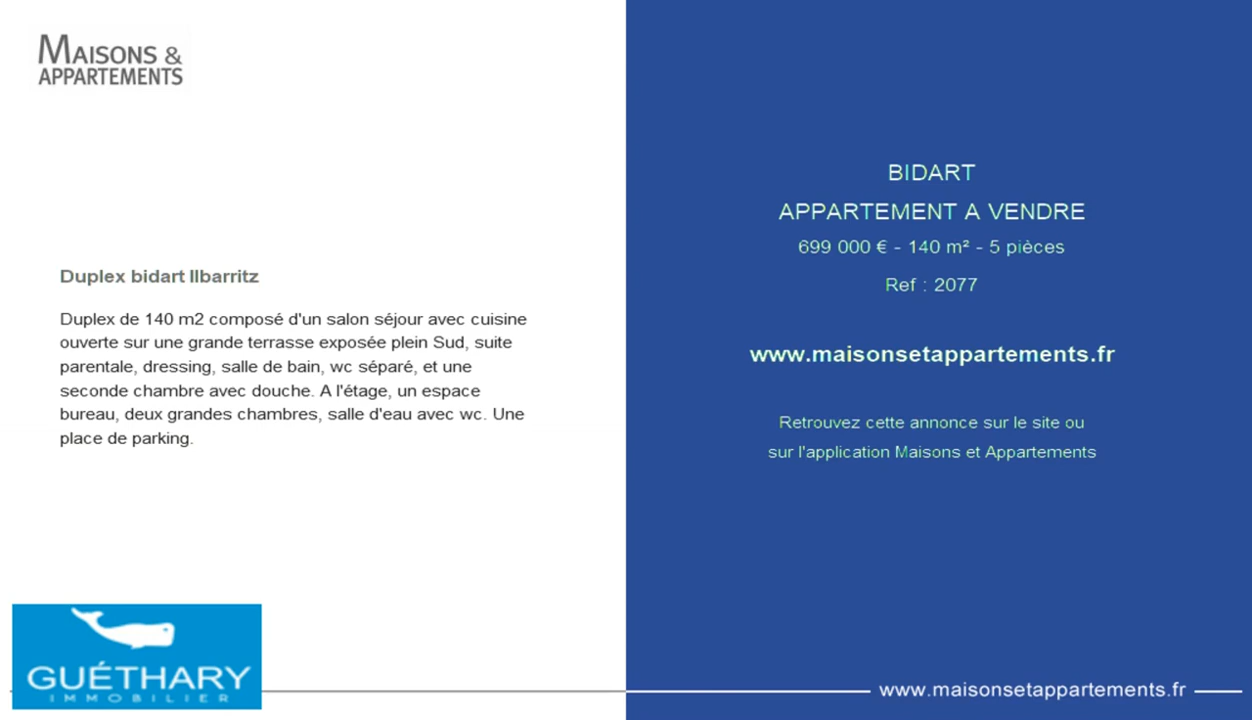 MAISONS &
APPARTEMENTS
Duplex bidart Ilbarritz
Duplex de 140 m2 composé d'un salon séjour avec cuisine
ouverte sur une grande terrasse exposée plein Sud, suite
parentale, dressing, salle de bain, wc séparé, et une
seconde chambre avec douche. A l'étage, un espace
bureau, deux grandes chambres, salle d'eau avec wc. Une
place de parking.
GUÉTHARY
IMMOBILIER
BIDART
APPARTEMENT A VENDRE
699 000 € - 140 m² - 5 pièces
Ref : 2077
www.maisonsetappartements.fr
Retrouvez cette annonce sur le site ou
sur l'application Maisons et Appartements
www.maisonsetappartements.fr